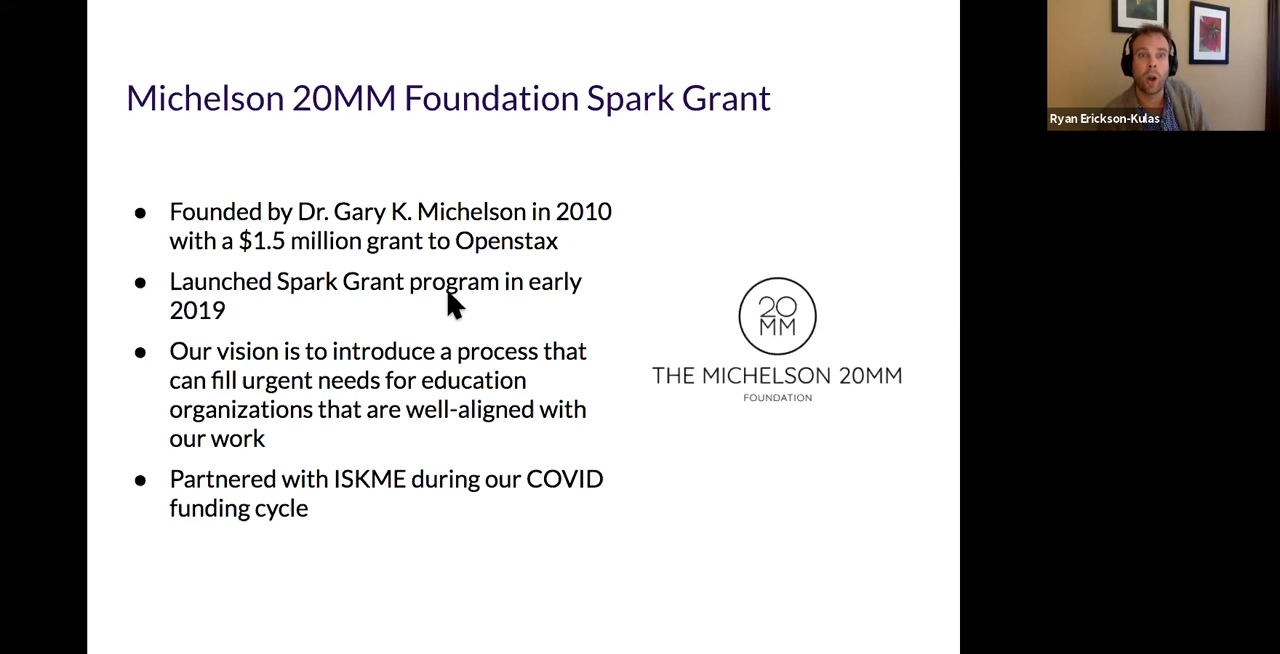 Michelson 20MM Foundation Spark Grant
● Founded by Dr. Gary K. Michelson in 2010
with a $1.5 million grant to Openstax
● Launched Spark Grant program in early
2019
● Our vision is to introduce a process that
can fill urgent needs for education
organizations that are well-aligned with
our work
● Partnered with ISKME during our COVID
funding cycle
20
MM
THE MICHELSON 20MM
FOUNDATION
Ryan Erickson-Kulas